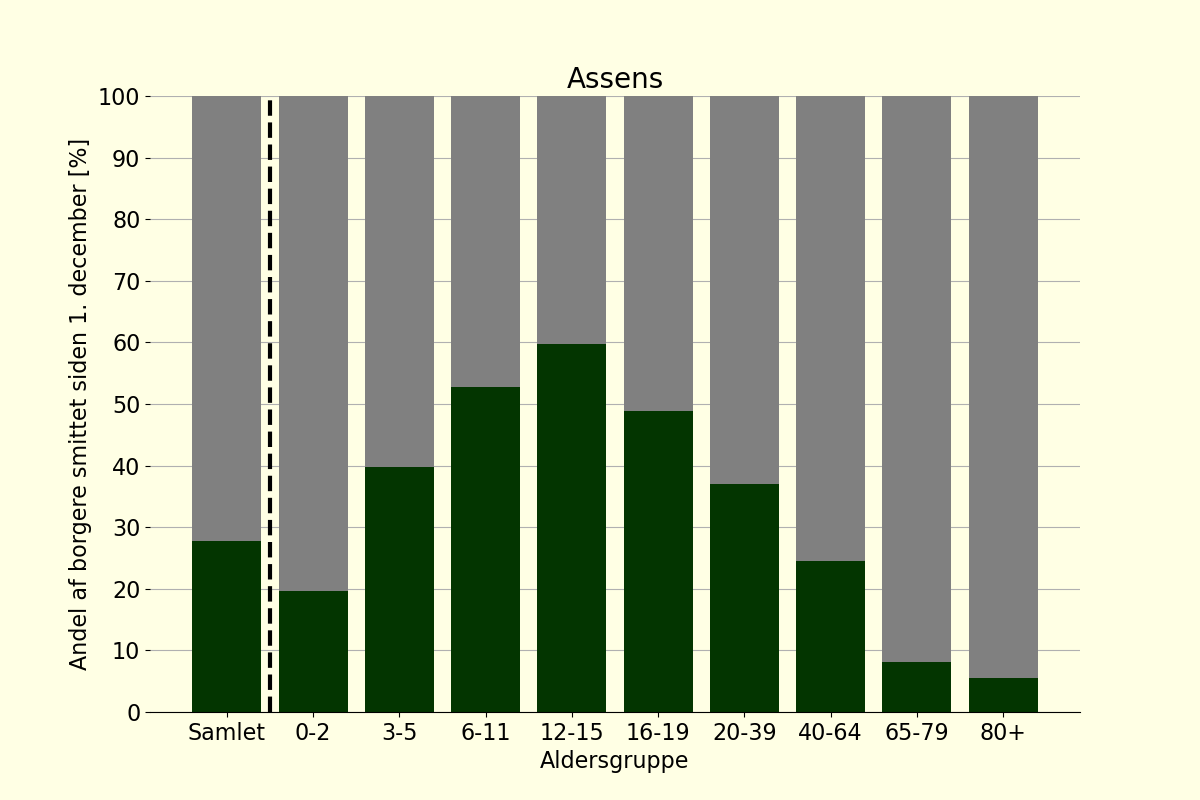 Assens
Andel af borgere smittet siden 1. december [%]
100
90
80
70
60
50
40
30
20
10
0
Samlet 0-2 3-5 6-11 12-15 16-19 20-39 40-64 65-79 80+
Aldersgruppe